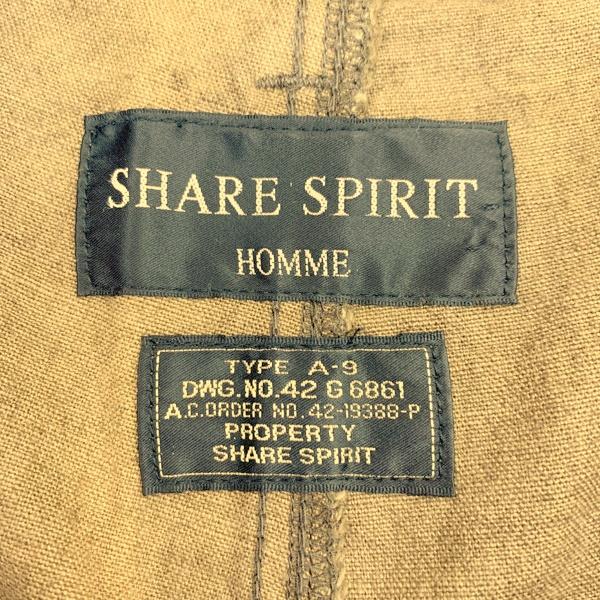 SHARE SPIRIT
HOMME
TYPE A-9
DWG.NO.42 G 6861
A.C.ORDER NO.42-19388-P
PROPERTY
SHARE SPIRIT